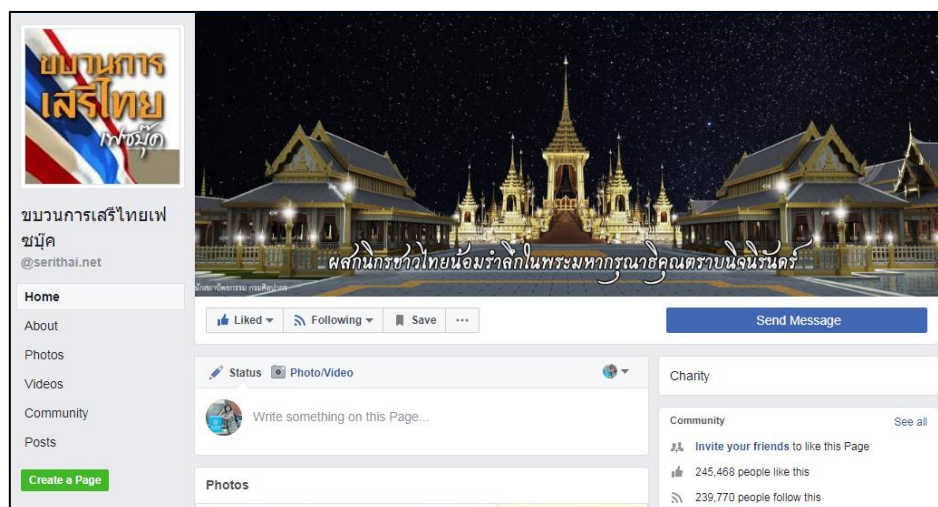 ขบวนการ
เสรีไทย
เฟซบุ๊ค
ขบวนการเสรีไทยเฟ
ซบุ๊ค
@serithai.net
Home
About
Photos
Videos
Community
Posts
Create a Page
ผสกนิกรชาวไทยน้อมรำลึกในพระมหากรุณาธิคุณตราบนิจนิรันดร์
Liked
Following
Save
Send Message
Status
Photo/Video
Write something on this Page...
Photos
Charity
Community
See all
Invite your friends to like this Page
245,468 people like this
239,770 people follow this